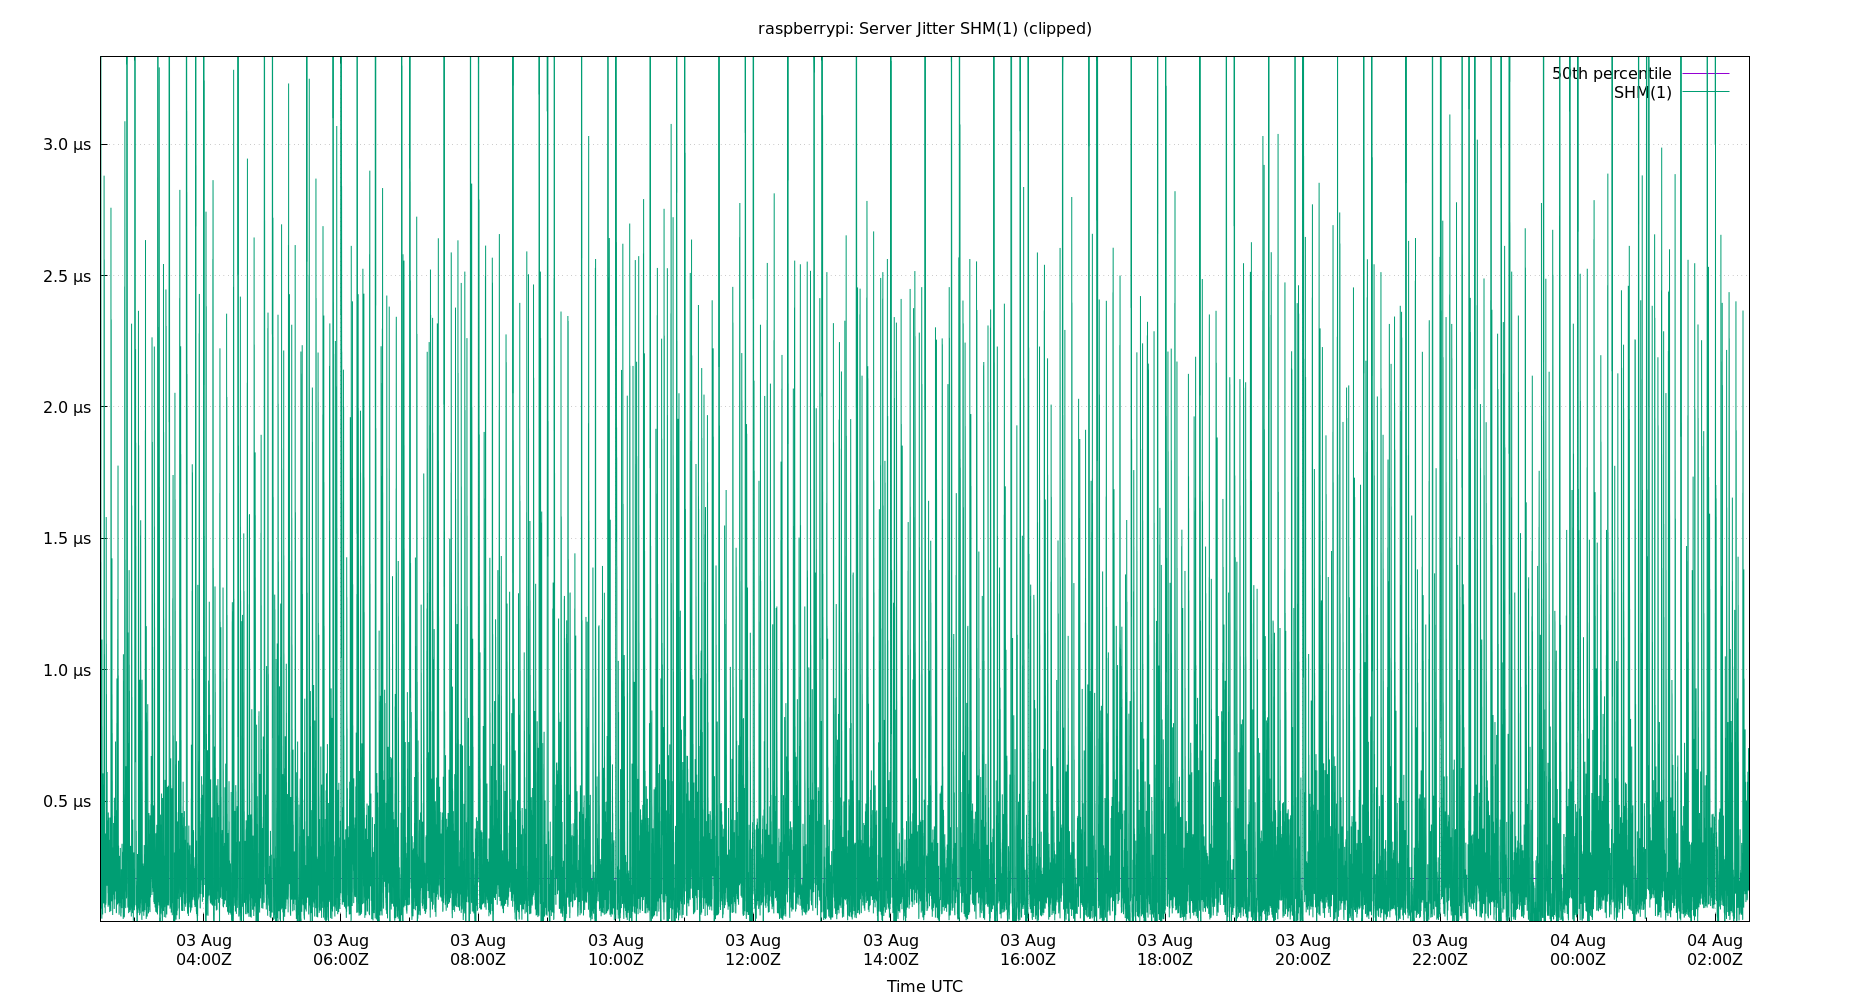 raspberrypi: Server Jitter SHM(1) (clipped)
50th percentile
SHM(1)
3.0 µs
2.5 µs
2.0 µs
1.5 µs
1.0 µs
0.5 µs
03 Aug 03 Aug 03 Aug 03 Aug 03 Aug 03 Aug 03 Aug 03 Aug 03 Aug 03 Aug 04 Aug 04 Aug
04:00Z 06:00Z 08:00Z 10:00Z 12:00Z 14:00Z 16:00Z 18:00Z 20:00Z 22:00Z 00:00Z 02:00Z
Time UTC